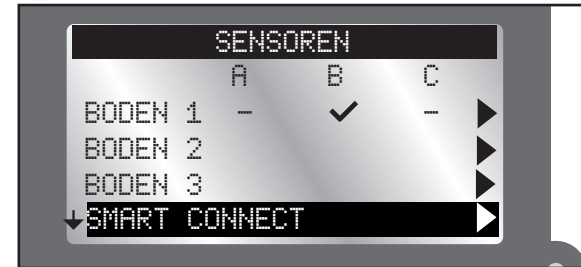 SENSOREN
A B C
BODEN 1 – ✓ –
BODEN 2
BODEN 3
SMART CONNECT